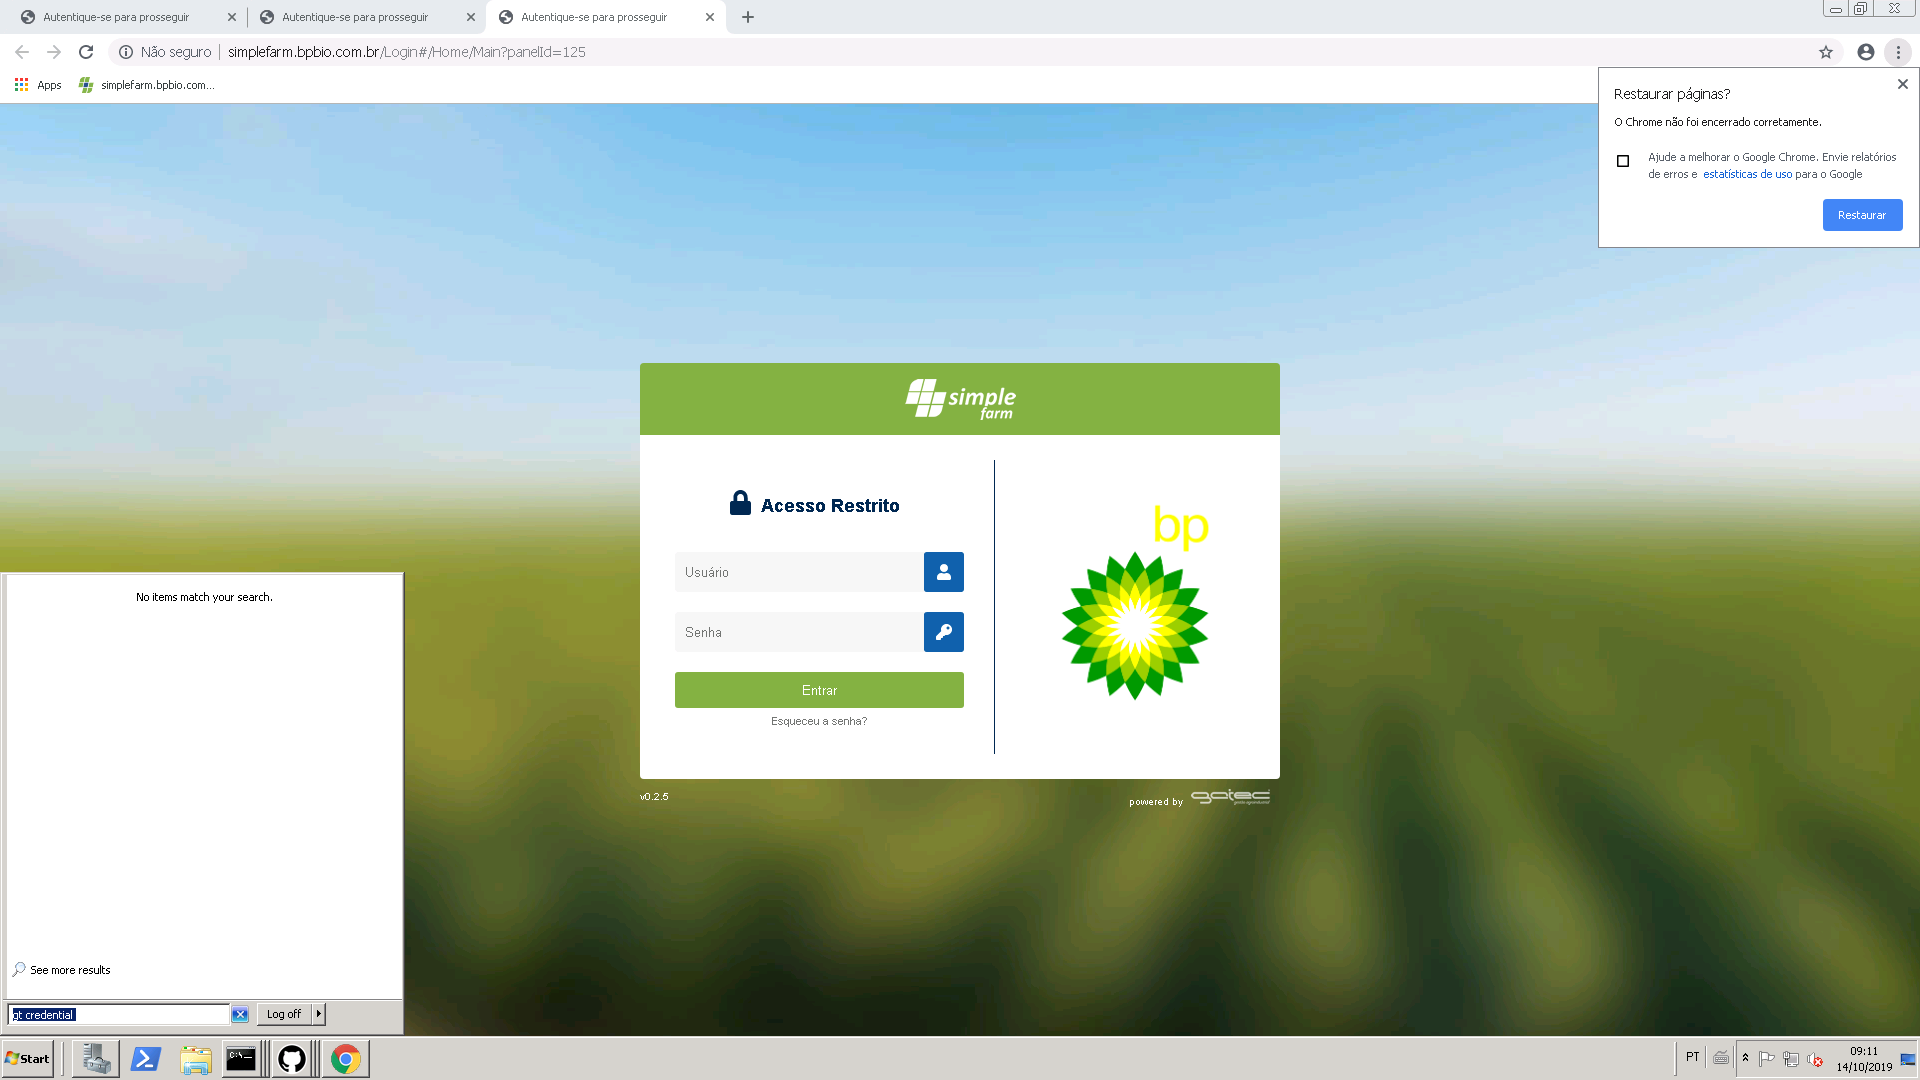 Autentique-se para prosseguir
Autentique-se para prosseguir
Autentique-se para prosseguir
Não seguro
simplefarm.bpbio.com.br/Login#/Home/Main?panelId=125
Apps
simplefarm.bpbio.com...
Restaurar páginas?
O Chrome não foi encerrado corretamente.
Ajude a melhorar o Google Chrome. Envie relatórios
de erros e estatísticas de uso para o Google
Restaurar
simple
farm
Acesso Restrito
Usuário
Senha
Entrar
Esqueceu a senha?
bp
v0.2.5
powered by gatec
No items match your search.
See more results
gt credential
Log off
Start
PT
09:11
14/10/2019